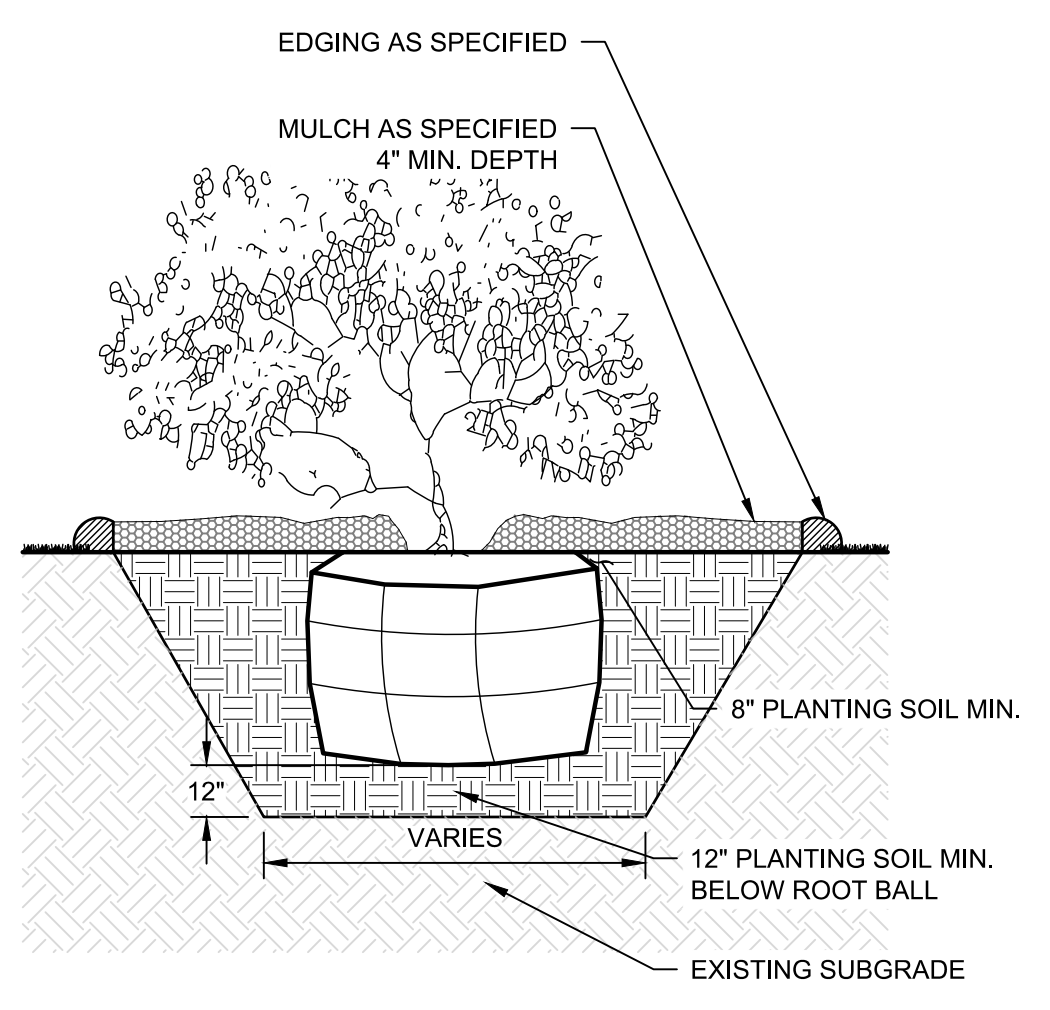 EDGING AS SPECIFIED
MULCH AS SPECIFIED
4" MIN. DEPTH
8" PLANTING SOIL MIN.
12"
VARIES
12" PLANTING SOIL MIN.
BELOW ROOT BALL
EXISTING SUBGRADE